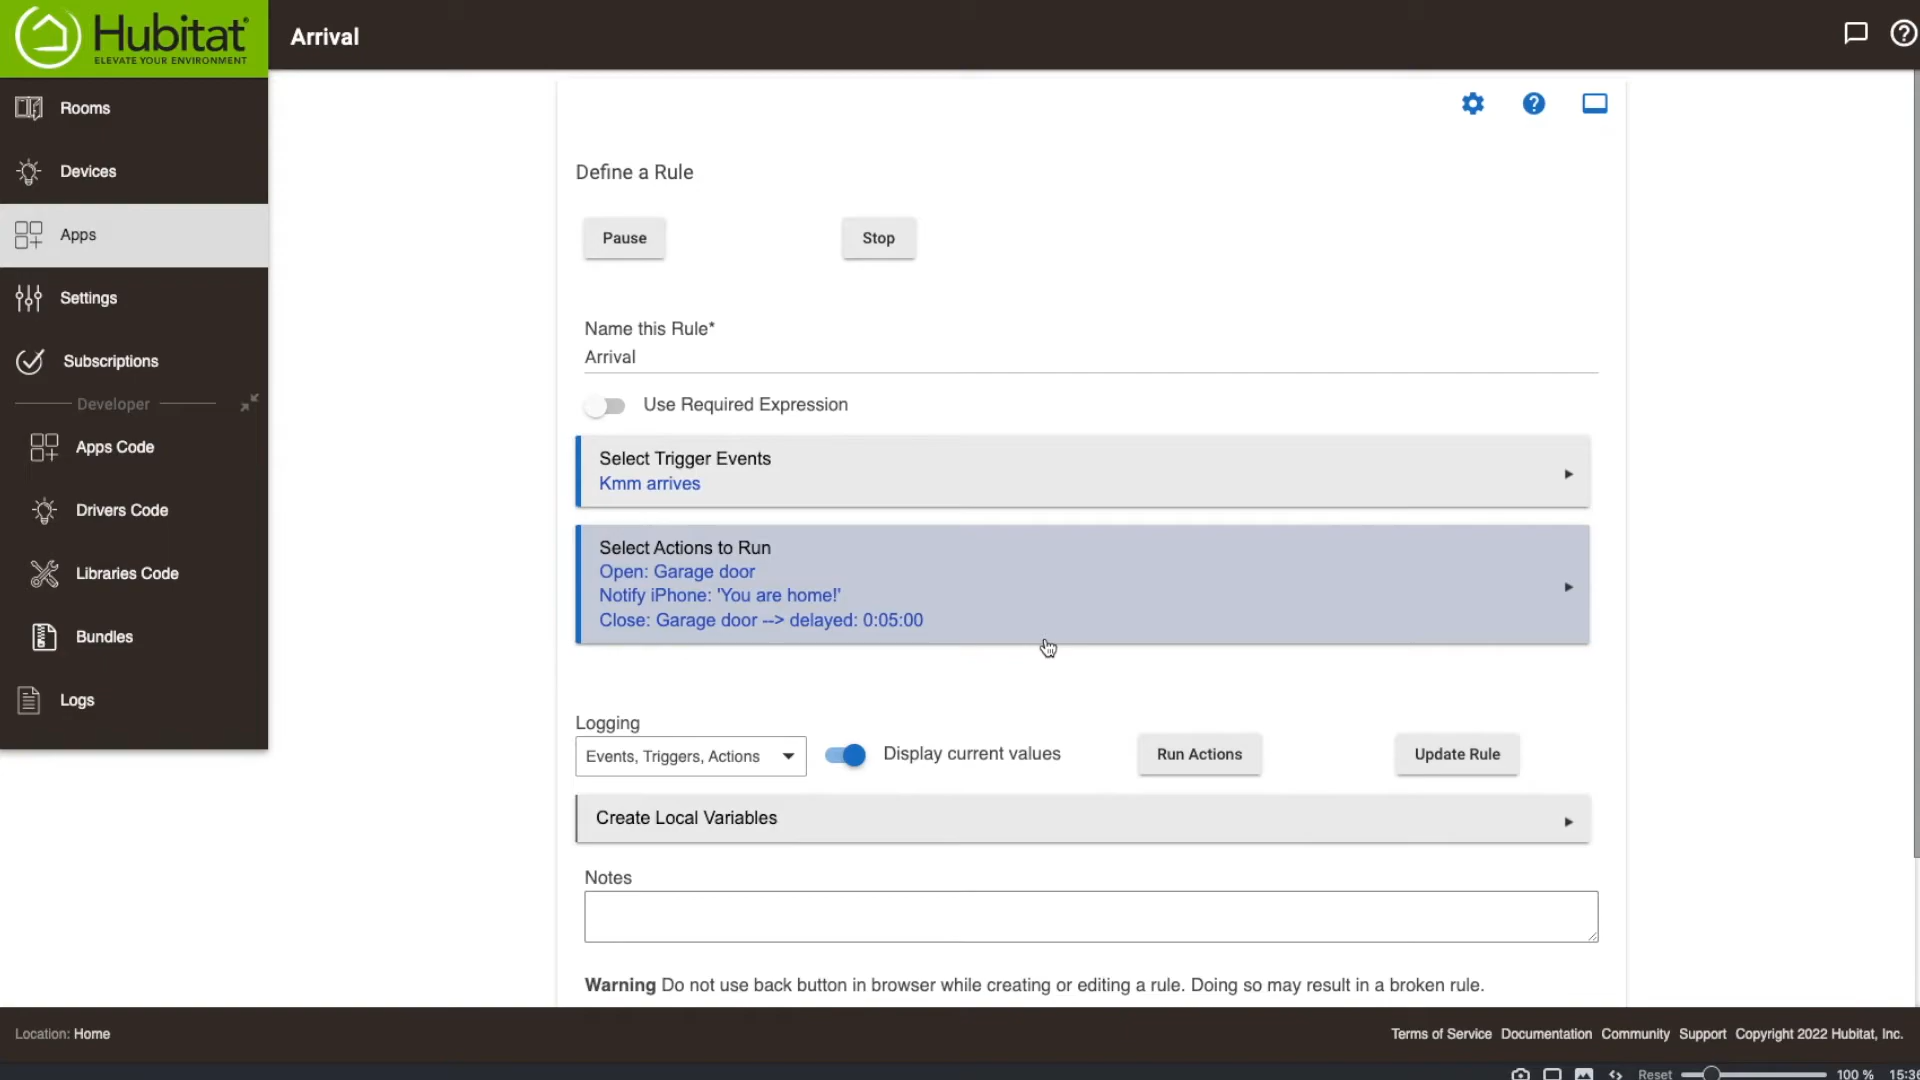 Hubitat®
ELEVATE YOUR ENVIRONMENT
Arrival
Rooms
Devices
Apps
Settings
Subscriptions
Developer
Apps Code
Drivers Code
Libraries Code
Bundles
Logs
Define a Rule
Pause
Stop
Name this Rule*
Arrival
Use Required Expression
Select Trigger Events
Kmm arrives
Select Actions to Run
Open: Garage door
Notify iPhone: 'You are home!'
Close: Garage door --> delayed: 0:05:00
Logging
Events, Triggers, Actions
Display current values
Run Actions
Update Rule
Create Local Variables
Notes
Warning Do not use back button in browser while creating or editing a rule. Doing so may result in a broken rule.
Location: Home
Terms of Service Documentation Community Support Copyright 2022 Hubitat, Inc.
Reset 100 % 15:36